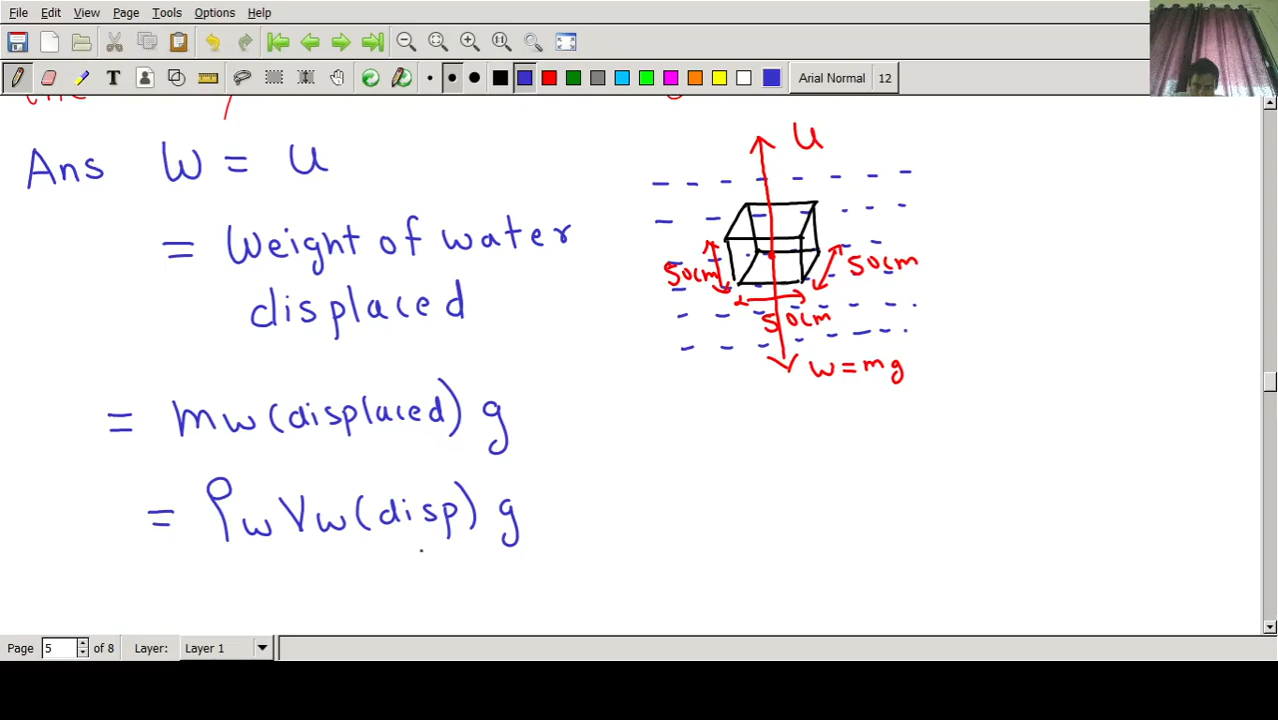 File Edit View Page Tools Options Help
T Arial Normal 12
Ans W = U
= Weight of water
displaced
= mw (displaced) g
= ρw Vw (disp) g
U
50cm
50cm
50cm
w = mg
Page 5 of 8 Layer: Layer 1